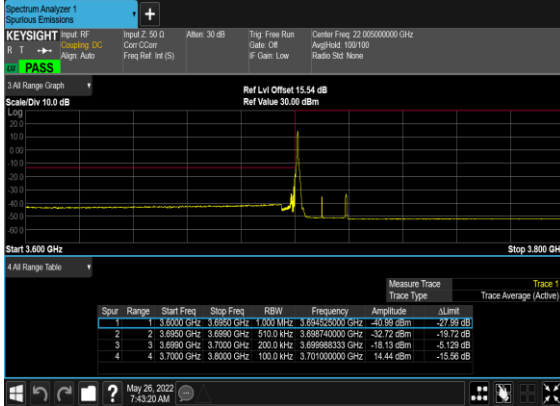 Spectrum Analyzer 1
Spurious Emissions
+
KEYSIGHT Input: RF Input Z: 50 Ω Atten: 30 dB Trig: Free Run Center Freq: 22.005000000 GHz
R T Coupling: DC Corr CCorr Gate: Off Avg|Hold: 100/100
Align: Auto Freq Ref: Int (S) IF Gain: Low Radio Std: None
LXI PASS
3 All Range Graph
Ref Lvl Offset 15.54 dB
Scale/Div 10.0 dB Ref Value 30.00 dBm
Log
20.0
10.0
0.00
-10.0
-20.0
-30.0
-40.0
-50.0
-60.0
Start 3.600 GHz Stop 3.800 GH
4 All Range Table
Measure Trace Trace 1
Trace Type Trace Average (Active)
Spur Range Start Freq Stop Freq RBW Frequency Amplitude ΔLimit
1 1 3.6000 GHz 3.6950 GHz 1.000 MHz 3.694525000 GHz -40.99 dBm -27.99 dB
2 2 3.6950 GHz 3.6990 GHz 510.0 kHz 3.698740000 GHz -32.72 dBm -19.72 dB
3 3 3.6990 GHz 3.7000 GHz 200.0 kHz 3.699988333 GHz -18.13 dBm -5.129 dB
4 4 3.7000 GHz 3.8000 GHz 100.0 kHz 3.701000000 GHz 14.44 dBm -15.56 dB
? May 26, 2022
7:43:20 AM